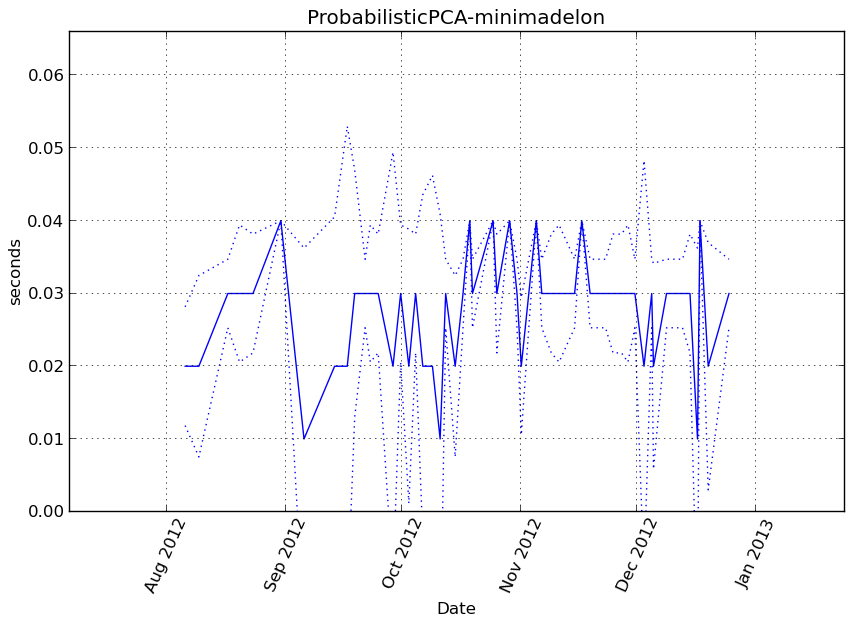 ProbabilisticPCA-minimadelon
0.06
0.05
0.04
0.03
0.02
0.01
0.00
seconds
Aug 2012
Sep 2012
Oct 2012
Nov 2012
Dec 2012
Jan 2013
Date